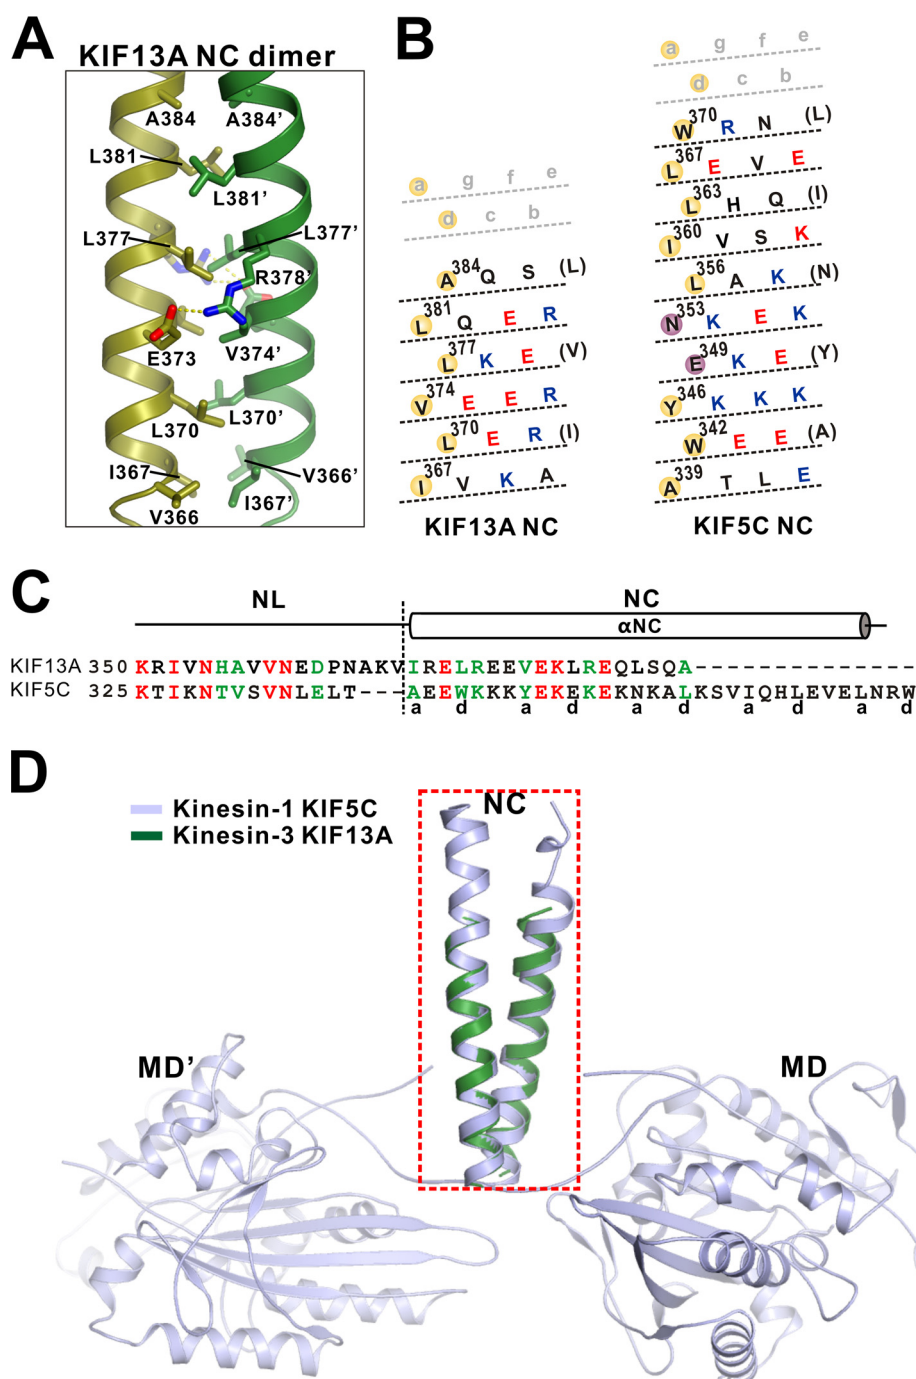 A
KIF13A NC dimer
A384
A384’
L381
L381’
L377
L377’
R378’
E373
V374’
L370
L370’
I367
V366’
V366
I367’
B
a g f e
d c b
A384 Q S (L)
L381 Q E R
L377 K E (V)
V374 E E R
L370 E R (I)
I367 V K A
KIF13A NC
a g f e
d c b
W370 R N (L)
L367 E V E
L363 H Q (I)
I360 V S K
L356 A K (N)
N353 K E K
E349 K E (Y)
Y346 K K K
W342 E E (A)
A339 T L E
KIF5C NC
C
NL NC
αNC
KIF13A 350 KRIVNHAVVNEDPNAKVIRELREEVEKLREQLSQA----------------
KIF5C 325 KTIKNTVSVNLELT---AEEWKKKYEKEKEKNKALKSVIQHLEVELNRW
a d a d a d a d
D
Kinesin-1 KIF5C
Kinesin-3 KIF13A
NC
MD’
MD